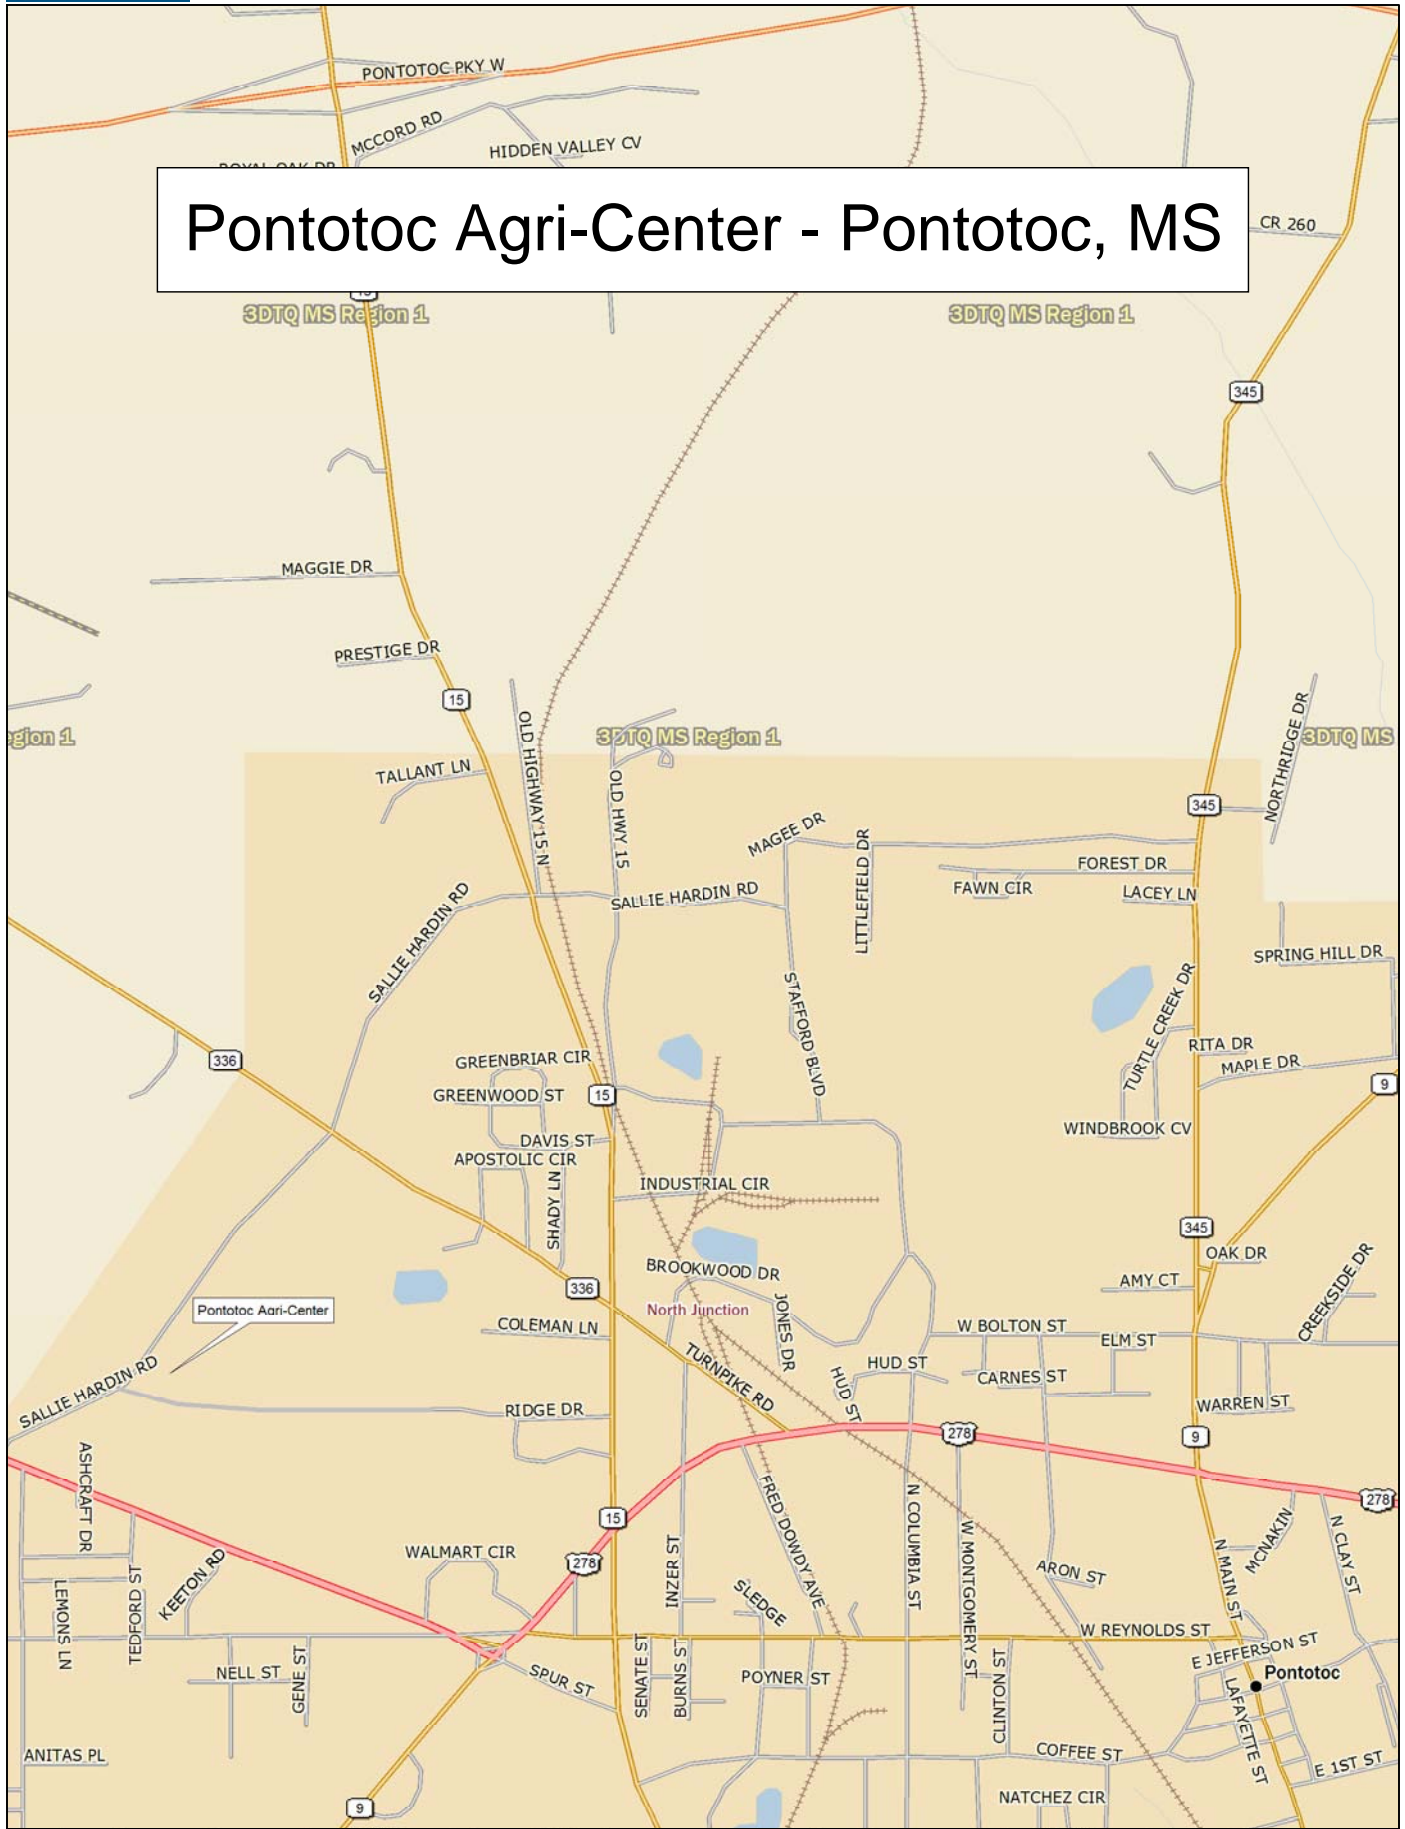 PONTOTOC PKY W
MCCORD RD
HIDDEN VALLEY CV
ROYAL OAK DR
Pontotoc Agri-Center - Pontotoc, MS
CR 260
15
3DTQ MS Region 1
3DTQ MS Region 1
345
MAGGIE DR
PRESTIGE DR
15
OLD HIGHWAY 15 N
NORTHRIDGE DR
egion 1
3DTQ MS Region 1
3DTQ MS
TALLANT LN
OLD HWY 15
345
MAGEE DR
LITTLEFIELD DR
FOREST DR
FAWN CIR
LACEY LN
SALLIE HARDIN RD
SALLIE HARDIN RD
SPRING HILL DR
STAFFORD BLVD
TURTLE CREEK DR
336
GREENBRIAR CIR
RITA DR
MAPLE DR
GREENWOOD ST
15
9
DAVIS ST
WINDBROOK CV
APOSTOLIC CIR
SHADY LN
INDUSTRIAL CIR
345
OAK DR
BROOKWOOD DR
AMY CT
CREEKSIDE DR
336
Pontotoc Agri-Center
North Junction
JONES DR
COLEMAN LN
W BOLTON ST
ELM ST
TURNPIKE RD
HUD ST
HUD ST
CARNES ST
SALLIE HARDIN RD
RIDGE DR
WARREN ST
278
9
ASHCRAFT DR
FRED DOWDY AVE
N COLUMBIA ST
278
15
W MONTGOMERY ST
MCNAKIN
N CLAY ST
WALMART CIR
278
INZER ST
N MAIN ST
KEETON RD
TEDFORD ST
LEMONS LN
SLEDGE
ARON ST
W REYNOLDS ST
E JEFFERSON ST
NELL ST
GENE ST
SPUR ST
SENATE ST
BURNS ST
POYNER ST
CLINTON ST
Pontotoc
LAFAYETTE ST
ANITAS PL
COFFEE ST
E 1ST ST
NATCHEZ CIR
9